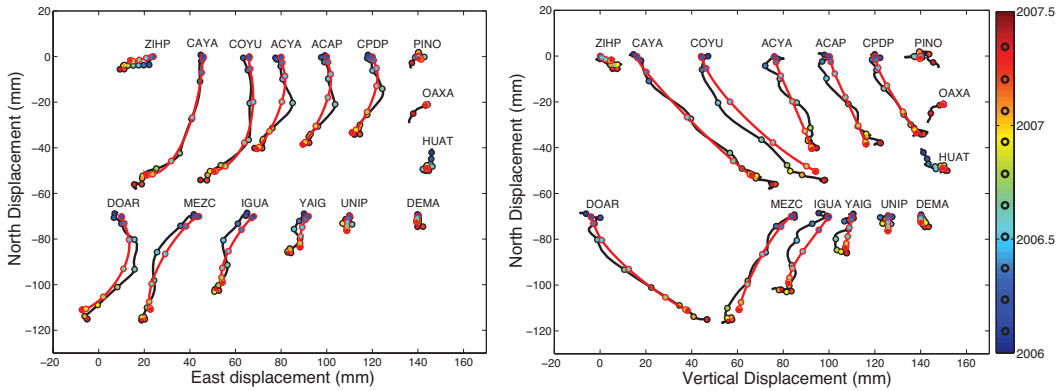 ZIHP CAYA COYU ACYA ACAP CPDP PINO
OAXA
HUAT
DOAR MEZC IGUA YAIG UNIP DEMA
0
−20
−40
−60
−80
−100
−120
North Displacement (mm)
−20 0 20 40 60 80 100 120 140 160
East displacement (mm)
ZIHP CAYA COYU ACYA ACAP CPDP PINO
OAXA
HUAT
DOAR MEZC IGUA YAIG UNIP DEMA
0
−20
−40
−60
−80
−100
−120
North Displacement (mm)
−20 0 20 40 60 80 100 120 140 160
Vertical Displacement (mm)
2007.5
2007
2006.5
2006